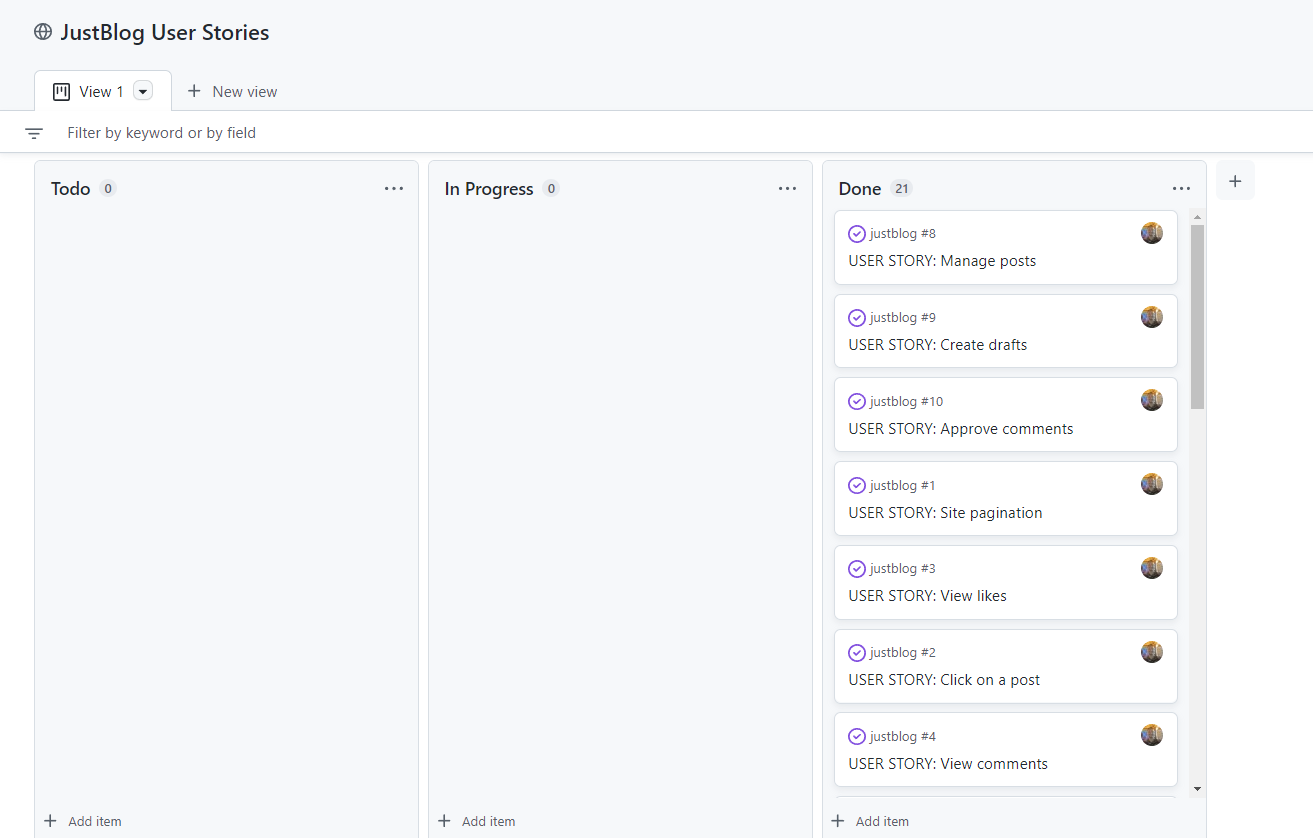 JustBlog User Stories
View 1
New view
Filter by keyword or by field
Todo 0
In Progress 0
Done 21
justblog #8
USER STORY: Manage posts
justblog #9
USER STORY: Create drafts
justblog #10
USER STORY: Approve comments
justblog #1
USER STORY: Site pagination
justblog #3
USER STORY: View likes
justblog #2
USER STORY: Click on a post
justblog #4
USER STORY: View comments
Add item
Add item
Add item